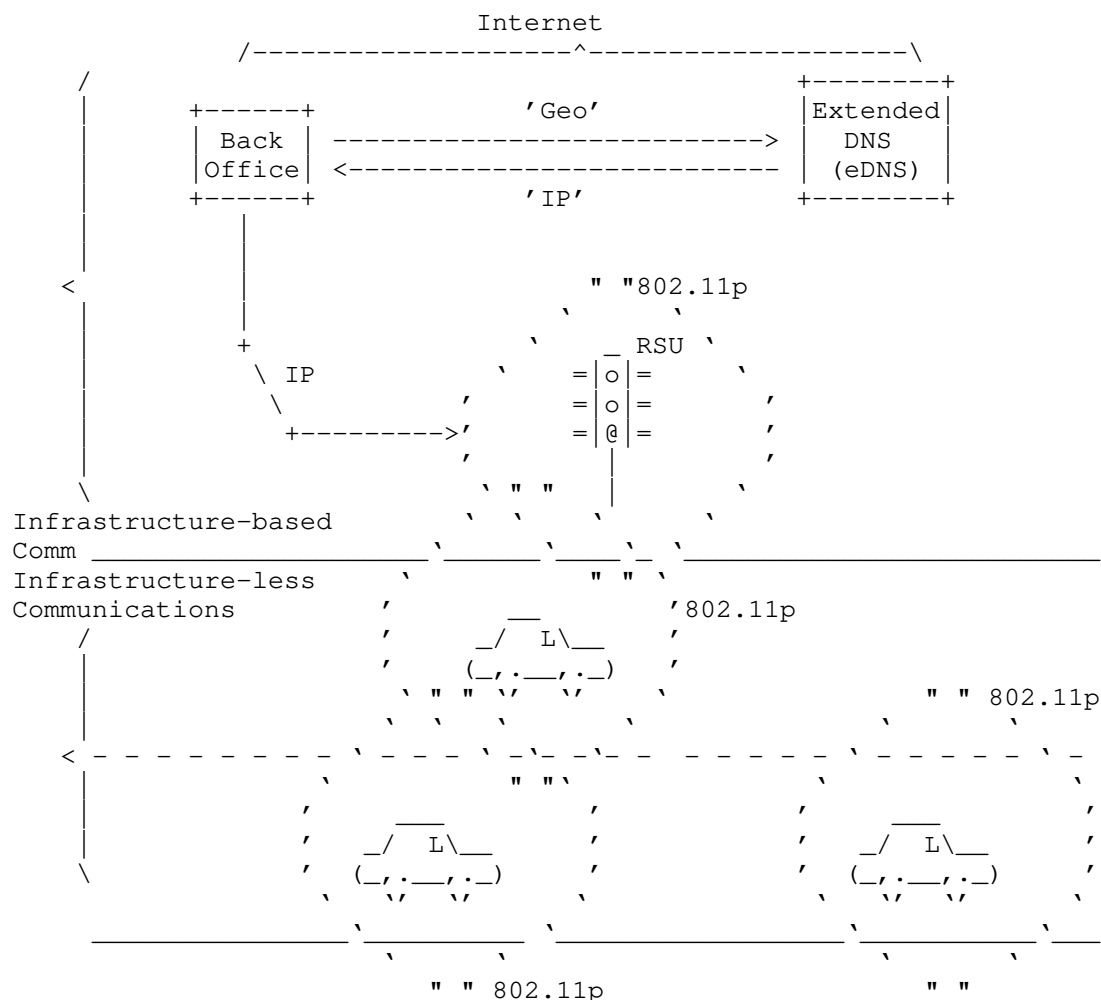 Internet
'Geo'
Extended
Back
DNS
Office
(eDNS)
'IP'
802.11p
RSU
IP
Infrastructure-based
Comm
Infrastructure-less
Communications
802.11p
L
802.11p
L
L
802.11p